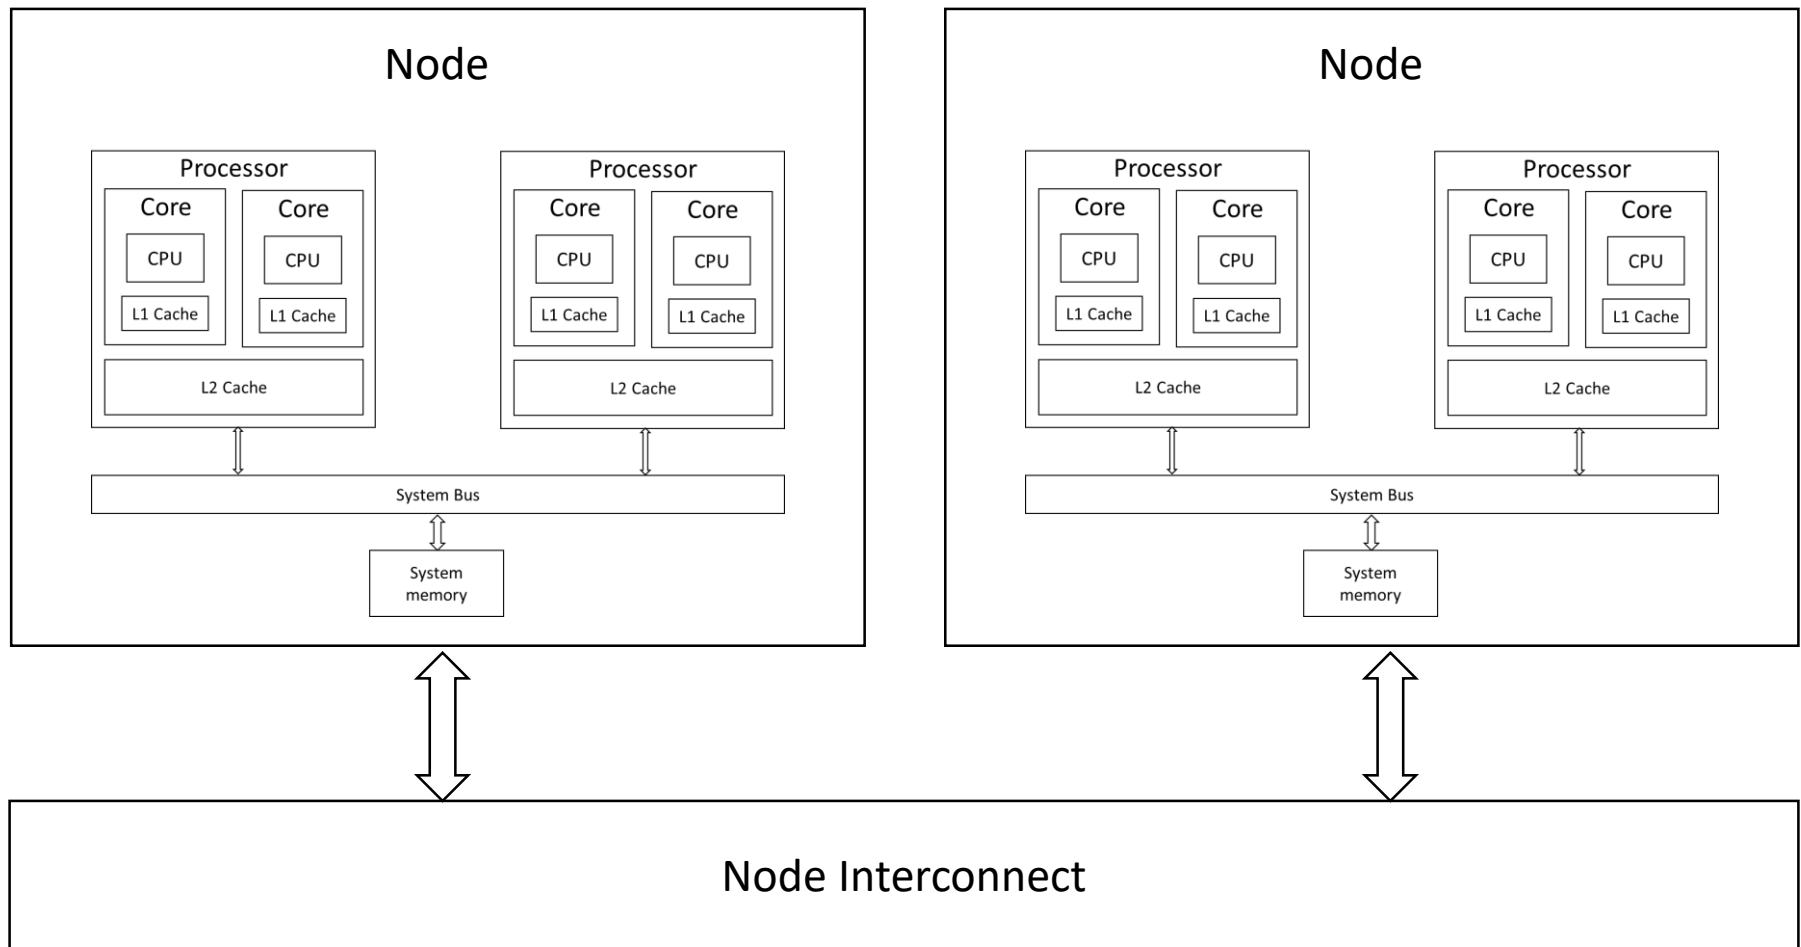 Node
Processor
Core
CPU
L1 Cache
Core
CPU
L1 Cache
L2 Cache
Processor
Core
CPU
L1 Cache
Core
CPU
L1 Cache
L2 Cache
System Bus
System
memory
Node
Processor
Core
CPU
L1 Cache
Core
CPU
L1 Cache
L2 Cache
Processor
Core
CPU
L1 Cache
Core
CPU
L1 Cache
L2 Cache
System Bus
System
memory
Node Interconnect